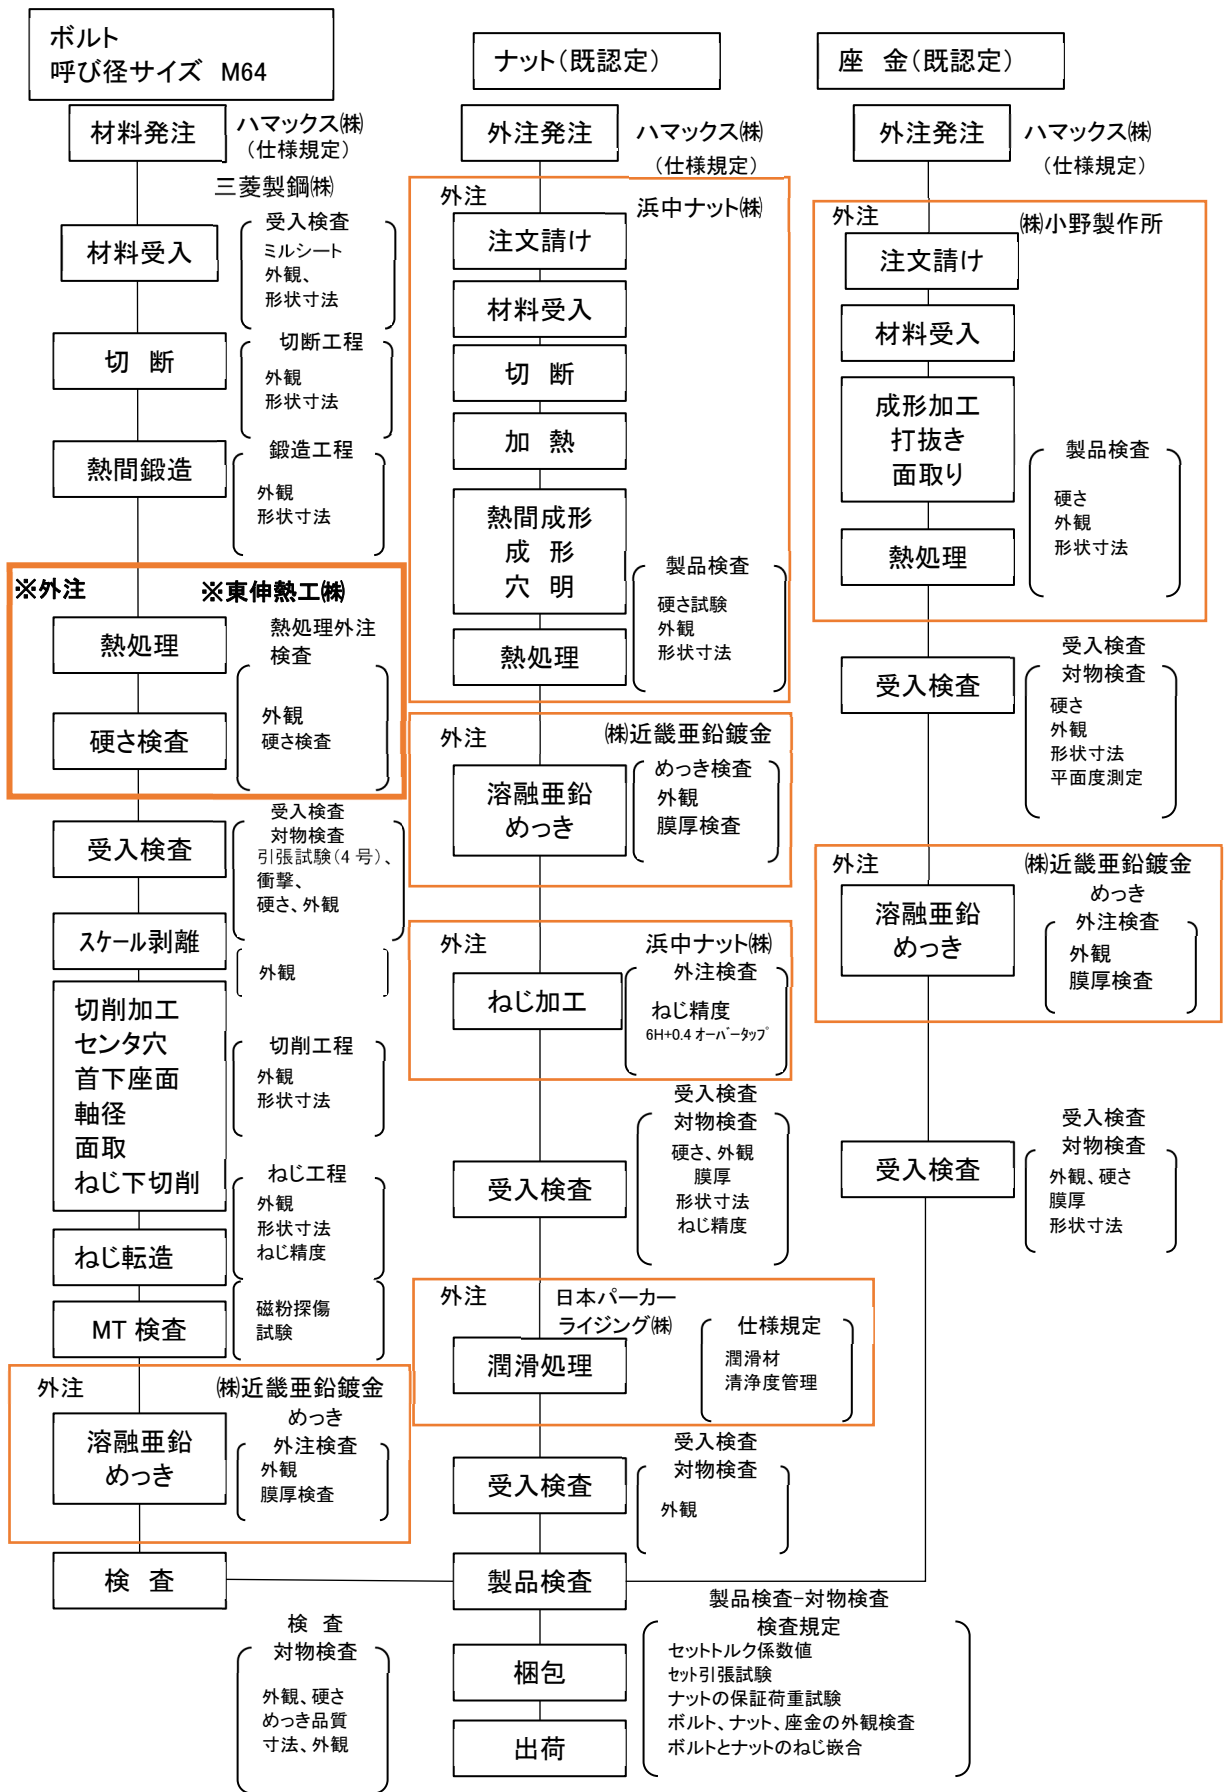 ボルト
呼び径サイズ M64
材料発注
ハマックス㈱
(仕様規定)
三菱製鋼㈱
材料受入
受入検査
ミルシート
外観、
形状寸法
切 断
切断工程
外観
形状寸法
熱間鍛造
鍛造工程
外観
形状寸法
※外注
※東伸熱工㈱
熱処理
熱処理外注
検査
外観
硬さ検査
硬さ検査
受入検査
受入検査
対物検査
引張試験(4 号)、
衝撃、
硬さ、外観
スケール剥離
外観
切削加工
センタ穴
首下座面
軸径
面取
ねじ下切削
切削工程
外観
形状寸法
ねじ転造
ねじ工程
外観
形状寸法
ねじ精度
MT 検査
磁粉探傷
試験
外注
㈱近畿亜鉛鍍金
溶融亜鉛
めっき
めっき
外注検査
外観
膜厚検査
検 査
検 査
対物検査
外観、硬さ
めっき品質
寸法、外観
ナット(既認定)
外注発注
ハマックス㈱
(仕様規定)
外注
浜中ナット㈱
注文請け
材料受入
切 断
加 熱
熱間成形
成 形
穴 明
熱処理
製品検査
硬さ試験
外観
形状寸法
外注
㈱近畿亜鉛鍍金
溶融亜鉛
めっき
めっき検査
外観
膜厚検査
外注
浜中ナット㈱
ねじ加工
外注検査
ねじ精度
6H+0.4 オーバータップ
受入検査
受入検査
対物検査
硬さ、外観
膜厚
形状寸法
ねじ精度
外注
日本パーカー
ライジング㈱
潤滑処理
仕様規定
潤滑材
清浄度管理
受入検査
受入検査
対物検査
外観
製品検査
製品検査-対物検査
検査規定
セットトルク係数値
セット引張試験
ナットの保証荷重試験
ボルト、ナット、座金の外観検査
ボルトとナットのねじ嵌合
梱包
出荷
座 金(既認定)
外注発注
ハマックス㈱
(仕様規定)
外注
㈱小野製作所
注文請け
材料受入
成形加工
打抜き
面取り
熱処理
製品検査
硬さ
外観
形状寸法
受入検査
受入検査
対物検査
硬さ
外観
形状寸法
平面度測定
外注
㈱近畿亜鉛鍍金
溶融亜鉛
めっき
めっき
外注検査
外観
膜厚検査
受入検査
受入検査
対物検査
外観、硬さ
膜厚
形状寸法